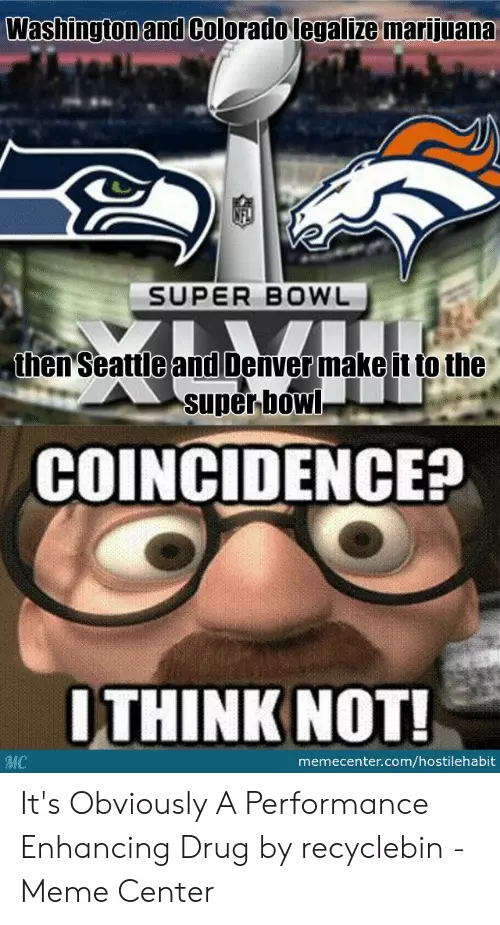 Washington and Colorado legalize marijuana
NFL
SUPER BOWL
XLVIII
then Seattle and Denver make it to the
super bowl
COINCIDENCE?
I THINK NOT!
MC
memecenter.com/hostilehabit
It's Obviously A Performance
Enhancing Drug by recyclebin -
Meme Center